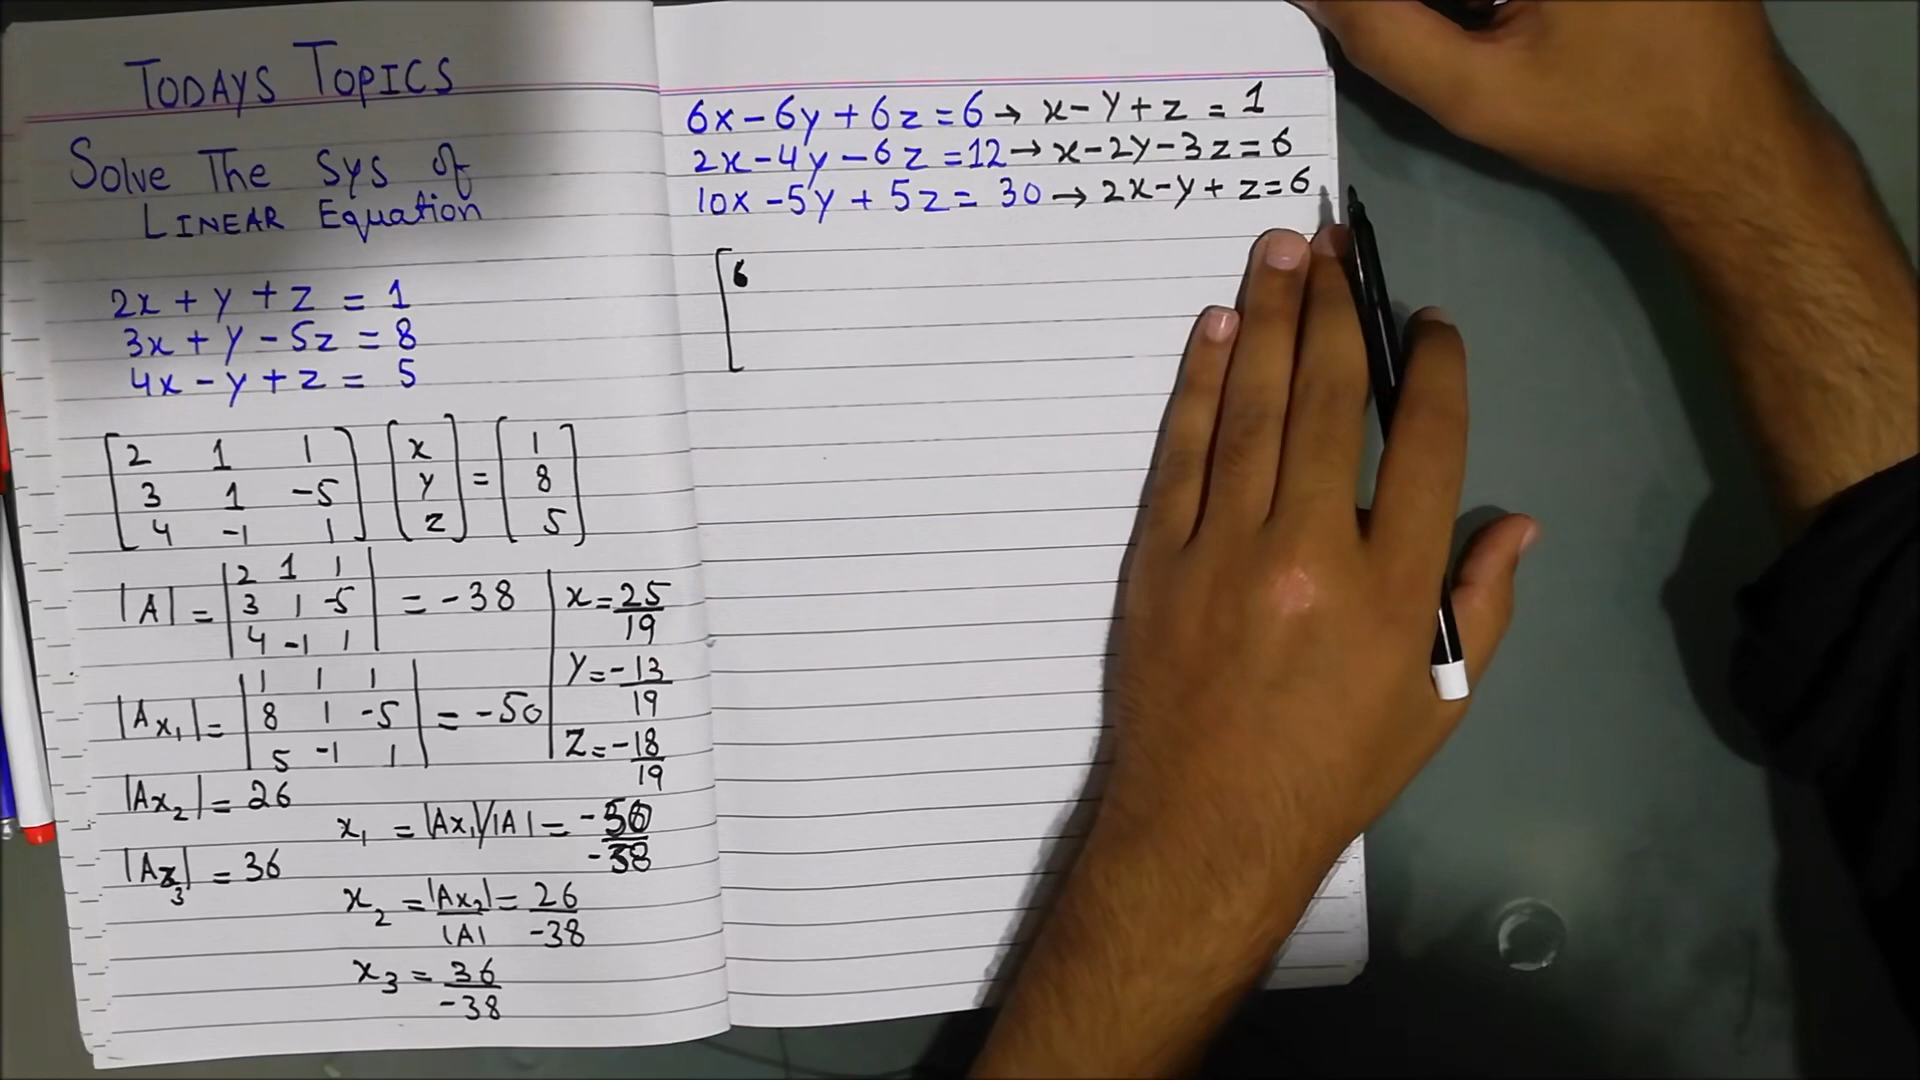 TODAYS TOPICS
Solve The Sys of
LINEAR Equation
2x + y + z = 1
3x + y - 5z = 8
4x - y + z = 5
[2 1 1] [x] = [1]
[3 1 -5] [y] [8]
[4 -1 1] [z] [5]
|A| = |2 1 1| = -38
|3 1 -5|
|4 -1 1|
|Ax₁| = |1 1 1| = -50
|8 1 -5|
|5 -1 1|
x = 25/19
y = -13/19
z = -18/19
|Ax₂| = 26
x₁ = |Ax₁|/|A| = -50/-38
|A₃| = 36
x₂ = |Ax₂|/|A| = 26/-38
x₃ = 36/-38
6x - 6y + 6z = 6 → x - y + z = 1
2x - 4y - 6z = 12 → x - 2y - 3z = 6
10x - 5y + 5z = 30 → 2x - y + z = 6
[6